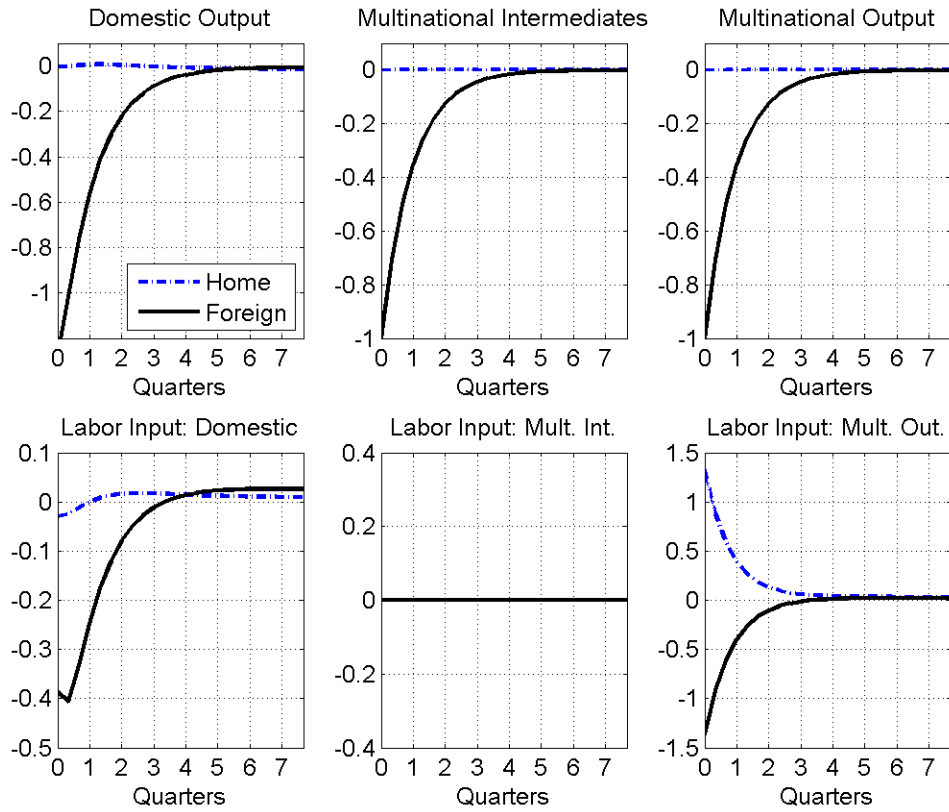 Domestic Output
0
-0.2
-0.4
-0.6
-0.8
-1
Home
Foreign
0 1 2 3 4 5 6 7
Quarters
Multinational Intermediates
0
-0.2
-0.4
-0.6
-0.8
-1
0 1 2 3 4 5 6 7
Quarters
Multinational Output
0
-0.2
-0.4
-0.6
-0.8
-1
0 1 2 3 4 5 6 7
Quarters
Labor Input: Domestic
0.1
0
-0.1
-0.2
-0.3
-0.4
-0.5
0 1 2 3 4 5 6 7
Quarters
Labor Input: Mult. Int.
0.4
0.2
0
-0.2
-0.4
0 1 2 3 4 5 6 7
Quarters
Labor Input: Mult. Out.
1.5
1
0.5
0
-0.5
-1
-1.5
0 1 2 3 4 5 6 7
Quarters